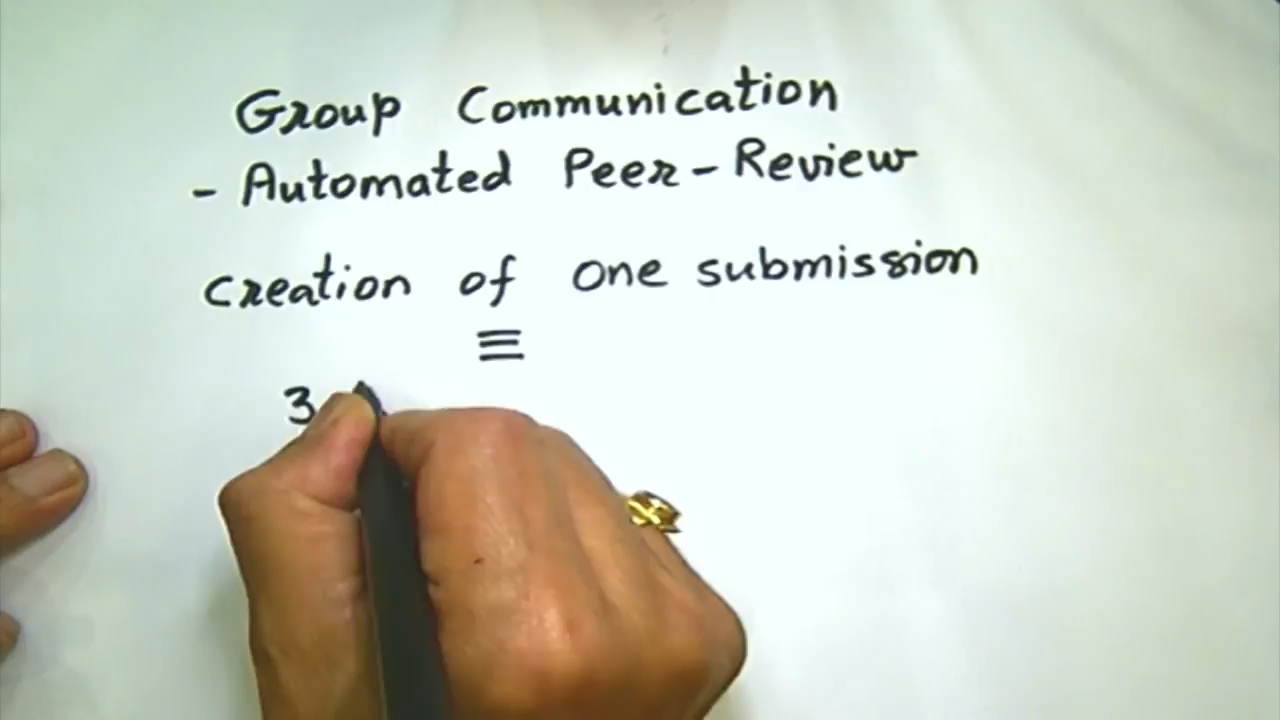 Group Communication
- Automated Peer-Review
creation of one submission
≡
3